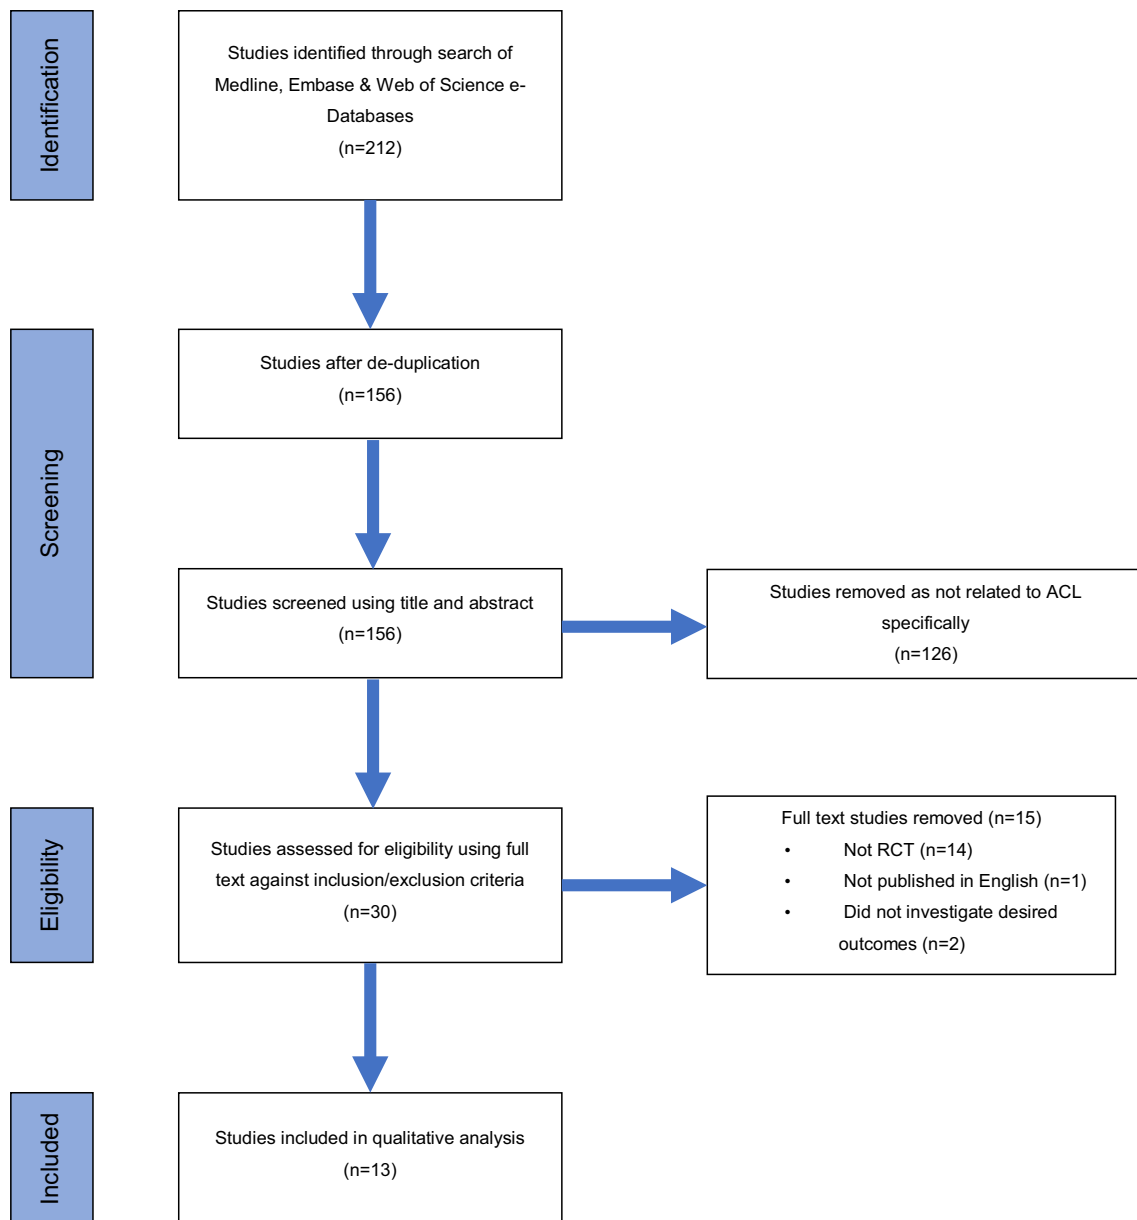 Identification
Studies identified through search of
Medline, Embase & Web of Science e-
Databases
(n=212)
Screening
Studies after de-duplication
(n=156)
Studies screened using title and abstract
(n=156)
Studies removed as not related to ACL
specifically
(n=126)
Eligibility
Studies assessed for eligibility using full
text against inclusion/exclusion criteria
(n=30)
Full text studies removed (n=15)
• Not RCT (n=14)
• Not published in English (n=1)
• Did not investigate desired
outcomes (n=2)
Included
Studies included in qualitative analysis
(n=13)